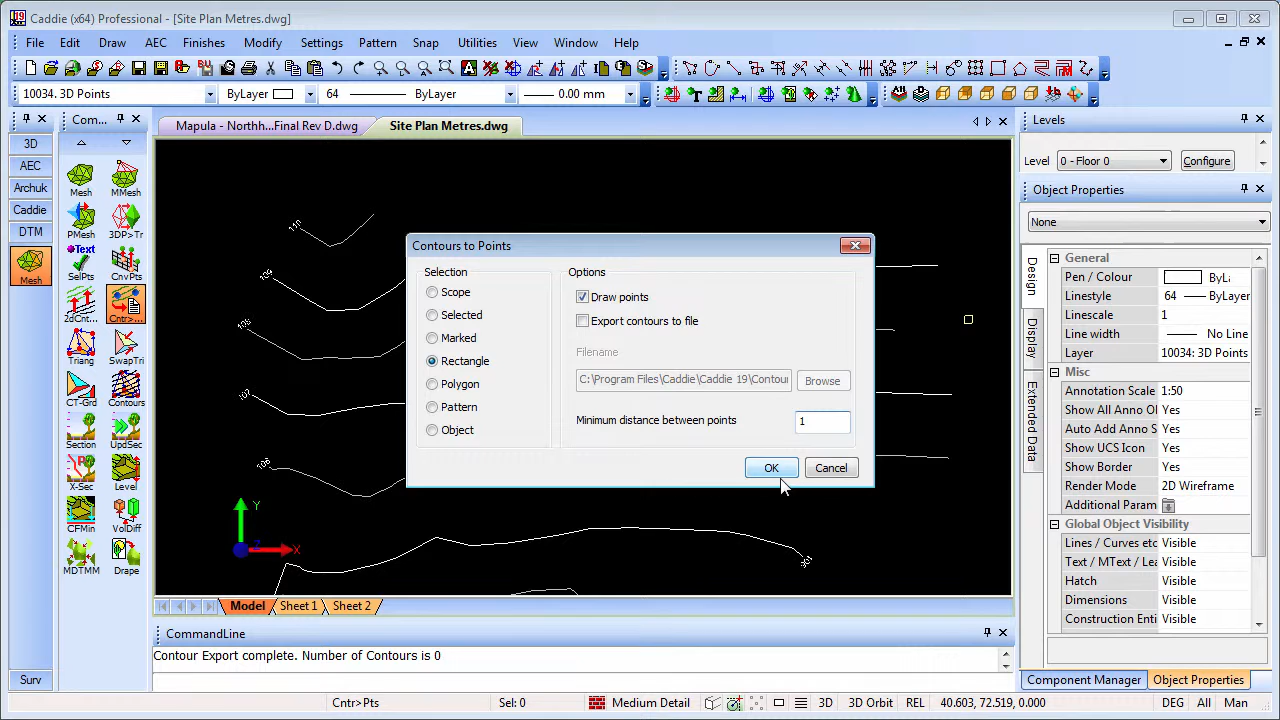 Caddie (x64) Professional - [Site Plan Metres.dwg]
File Edit Draw AEC Finishes Modify Settings Pattern Snap Utilities View Window Help
10034. 3D Points ByLayer 64 ByLayer 0.00 mm
Com...
Mapula - Northh...Final Rev D.dwg Site Plan Metres.dwg
Levels
Level 0 - Floor 0 Configure
Object Properties
None
3D
AEC
Archuk
Caddie
DTM
Mesh
Surv
Mesh MMesh
PMesh 3DP>Tr
Text
SelPts CnvPts
2dCnt... Cntr>...
Triang SwapTri
CT-Grd Match
Section UpdSec
X-Sec Line
CFMin VolDiff
MDTMM Drape
110
109
107
Contours to Points
Selection
Scope
Selected
Marked
Rectangle
Polygon
Pattern
Object
Options
Draw points
Export contours to file
Filename
C:\Program Files\Caddie\Caddie 19\Contou Browse
Minimum distance between points 1
OK Cancel
Y
X
Z
Design
Display
Extended Data
General
Pen / Colour ByLa
Linestyle 64 ByLayer
Linescale 1
Line width No Line
Layer 10034: 3D Points
Misc
Annotation Scale 1:50
Show All Anno Ol Yes
Auto Add Anno S Yes
Show UCS Icon Yes
Show Border Yes
Render Mode 2D Wireframe
Additional Param
Global Object Visibility
Lines / Curves etc Visible
Text / MText / Lea Visible
Hatch Visible
Dimensions Visible
Construction Enti Visible
Model Sheet 1 Sheet 2
CommandLine
Contour Export complete. Number of Contours is 0
Component Manager Object Properties
Cntr>Pts Sel: 0 Medium Detail 3D 3D Orbit REL 40.603, 72.519, 0.000 DEG All Man